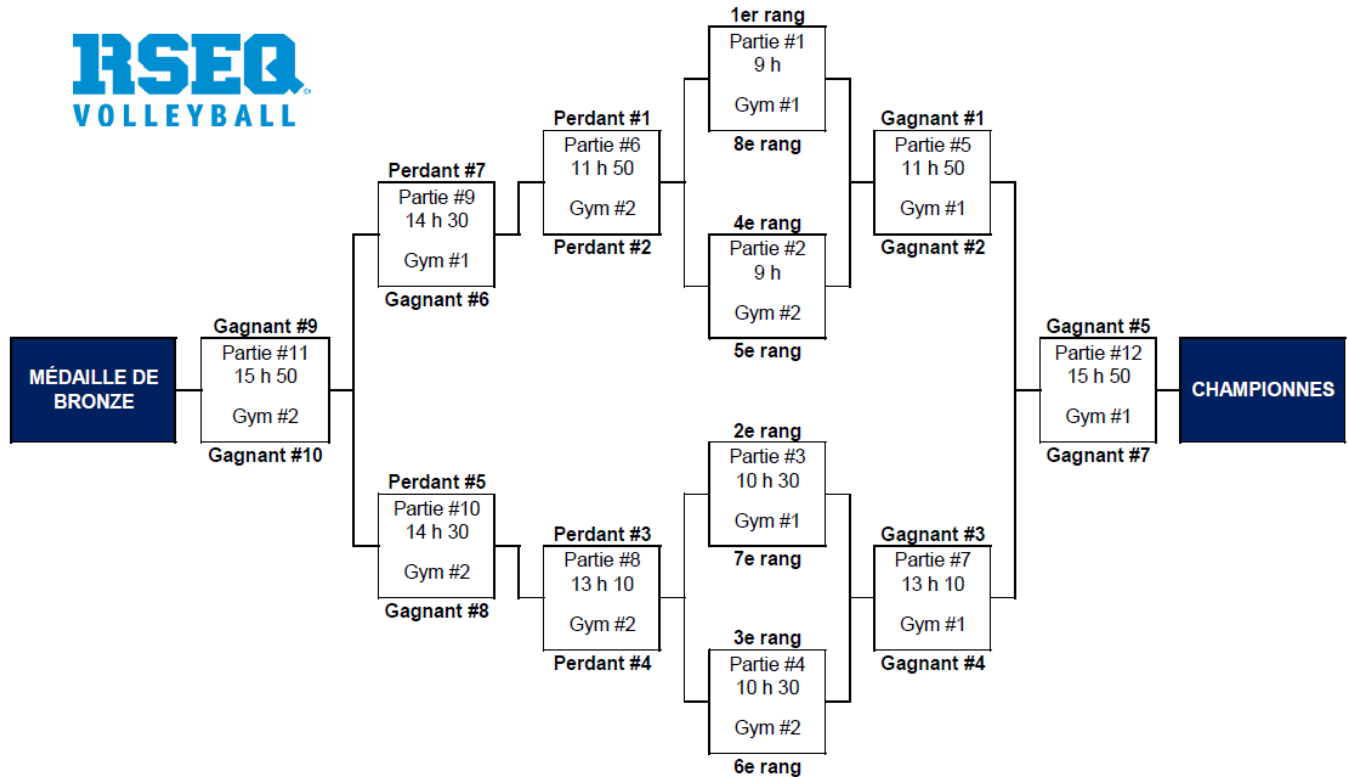 RSEQ
VOLLEYBALL
1er rang
Partie #1
9 h
Gym #1
8e rang
4e rang
Partie #2
9 h
Gym #2
5e rang
2e rang
Partie #3
10 h 30
Gym #1
7e rang
3e rang
Partie #4
10 h 30
Gym #2
6e rang
Perdant #1
Partie #6
11 h 50
Gym #2
Perdant #2
Perdant #3
Partie #8
13 h 10
Gym #2
Perdant #4
Perdant #7
Partie #9
14 h 30
Gym #1
Gagnant #6
Perdant #5
Partie #10
14 h 30
Gym #2
Gagnant #8
Gagnant #9
Partie #11
15 h 50
Gym #2
Gagnant #10
MÉDAILLE DE
BRONZE
Gagnant #1
Partie #5
11 h 50
Gym #1
Gagnant #2
Gagnant #3
Partie #7
13 h 10
Gym #1
Gagnant #4
Gagnant #5
Partie #12
15 h 50
Gym #1
Gagnant #7
CHAMPIONNES